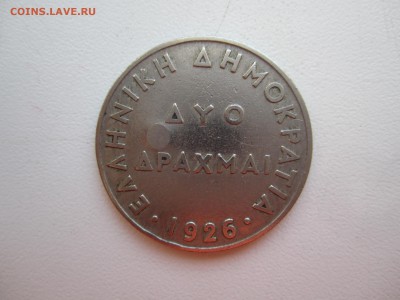 COINS.LAVE.RU
ΕΛΛΗΝΙΚΗ ΔΗΜΟΚΡΑΤΙΑ
ΔΥΟ
ΔΡΑΧΜΑΙ
· 1926 ·